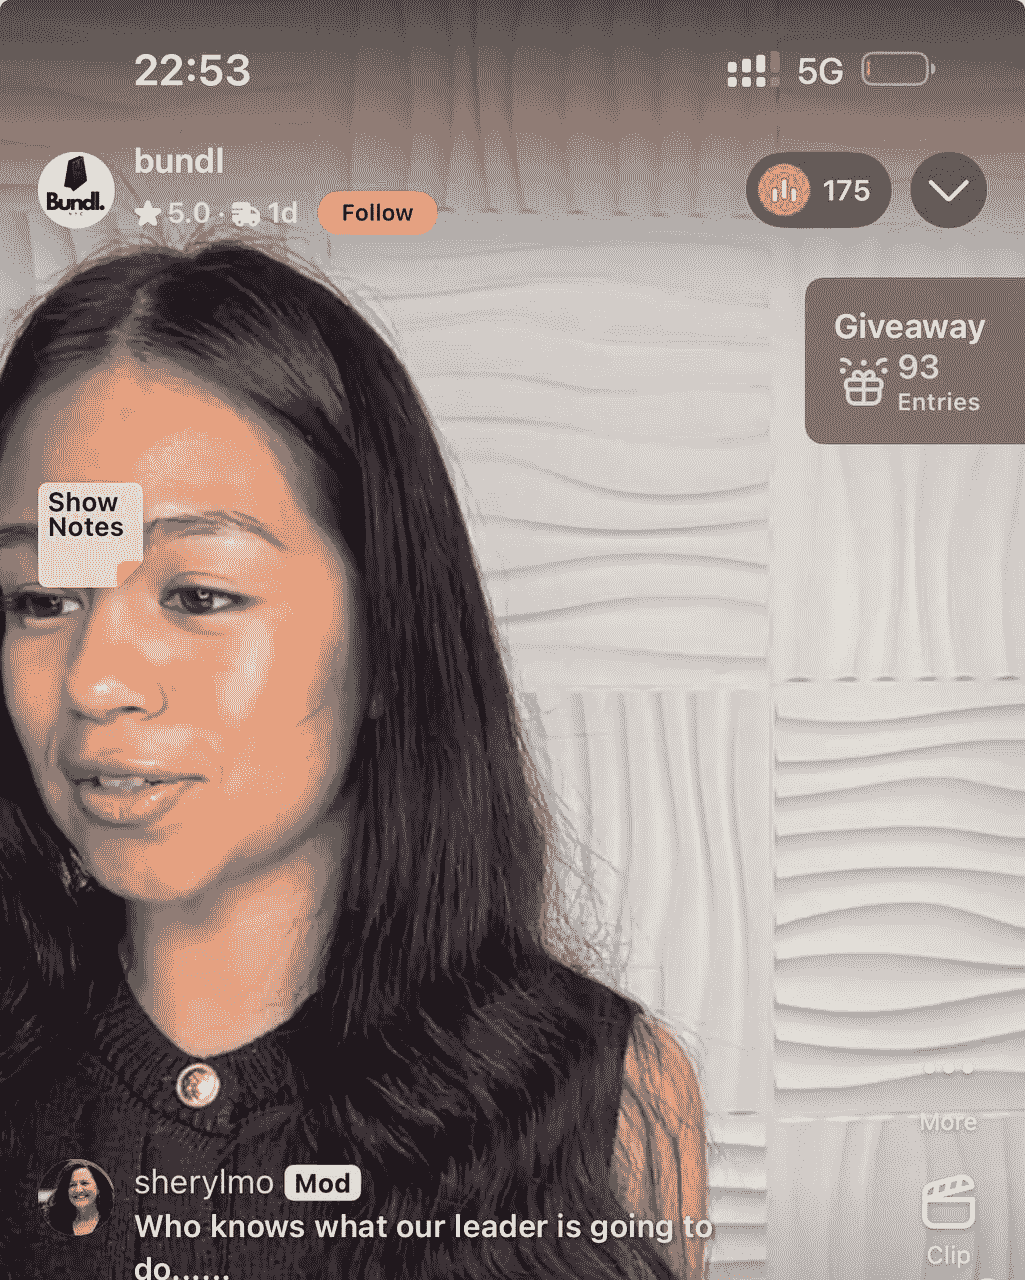 22:53
5G
bundl
5.0 · 1d
Follow
175
Bundl.
NYC
Giveaway
93
Entries
Show
Notes
More
sherylmo Mod
Who knows what our leader is going to
do......
Clip